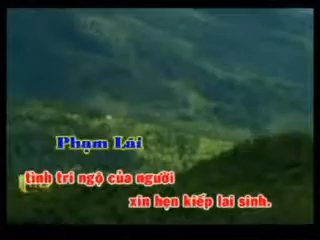 Phạm Lãi
tình tri ngộ của người
xin hẹn kiếp lai sinh.